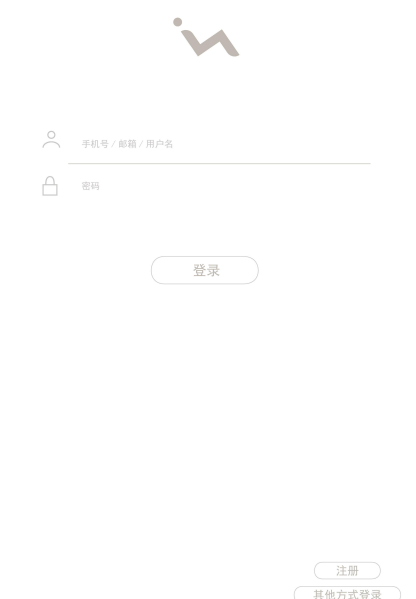 手机号 / 邮箱 / 用户名
密码
登录
注册
其他方式登录